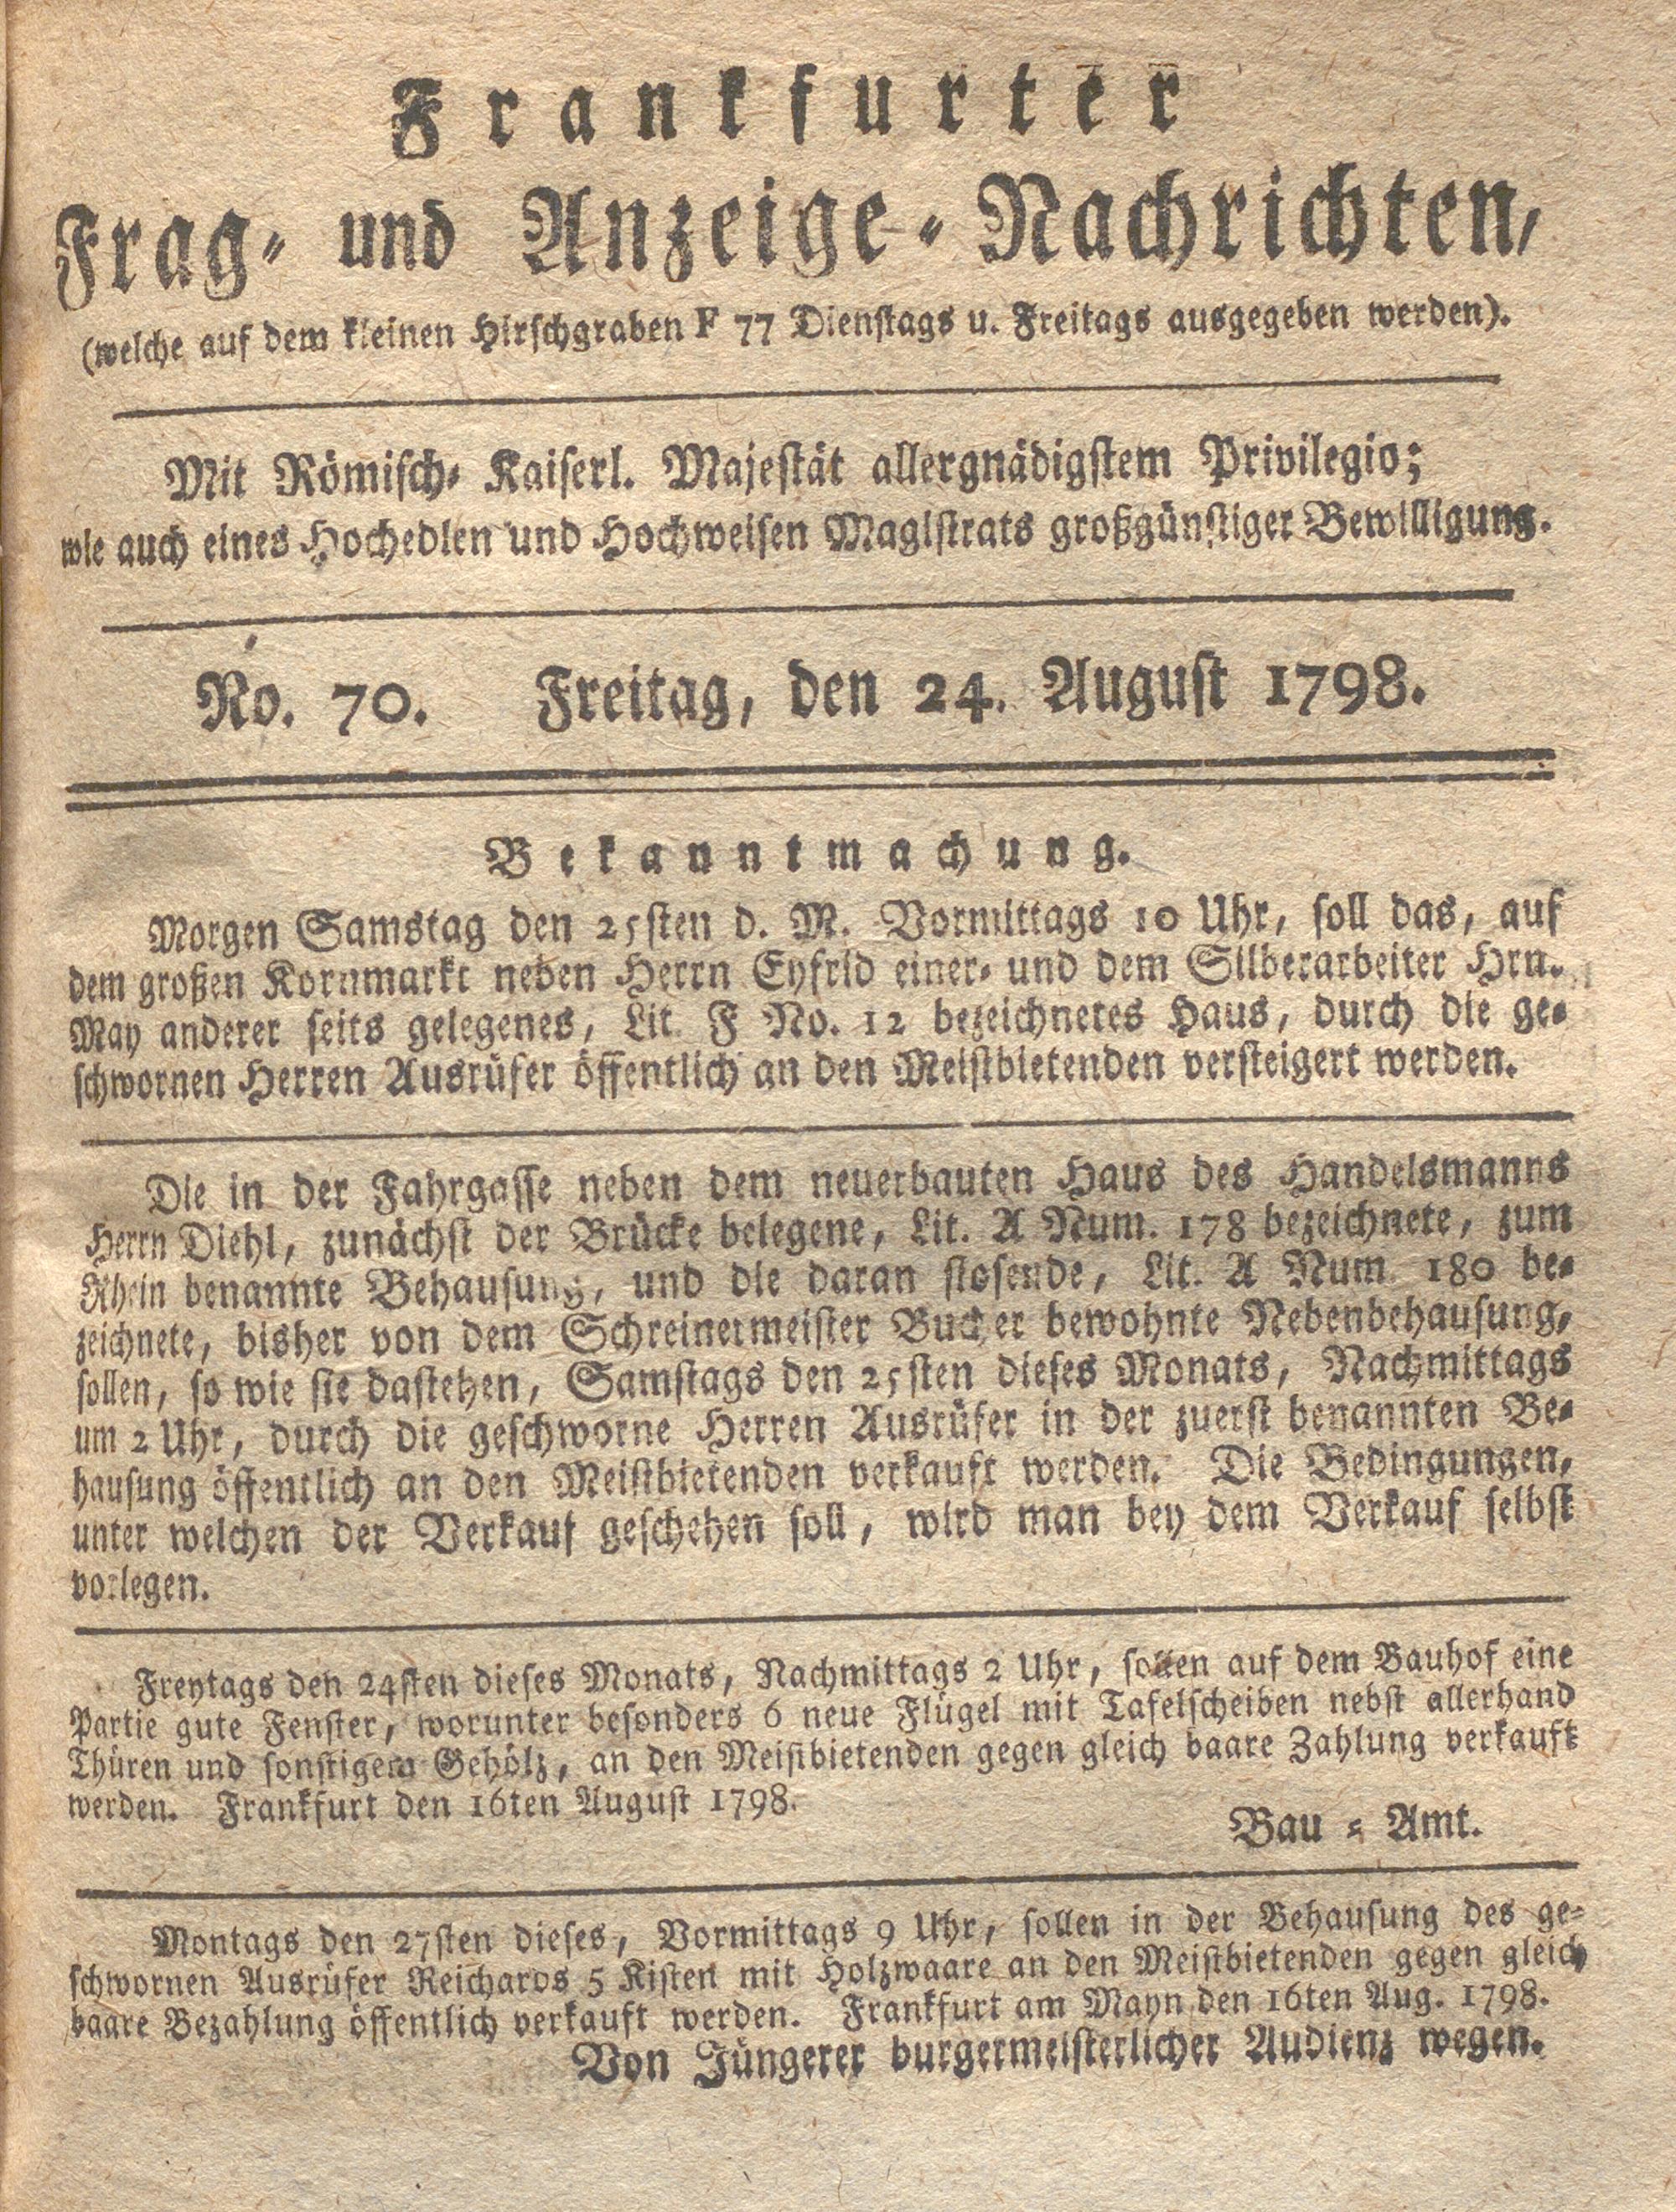 Frankfurter
Frag- und Anzeige-Nachrichten,
(welche auf dem kleinen Hirschgraben F 77 Dienstags u. Freitags ausgegeben werden).
Mit Römisch- Kaiserl. Majestät allergnädigstem Privilegio;
wie auch eines Hochedlen und Hochweisen Magistrats großgünstiger Bewilligung.
No. 70. Freitag, den 24. August 1798.
Bekanntmachung.
Morgen Samstag den 25sten d. M. Vormittags 10 Uhr, soll das, auf
dem großen Kornmarkt neben Herrn Eyfrid einer- und dem Silberarbeiter Hrn.
May anderer seits gelegenes, Lit. F No. 12 bezeichnetes Haus, durch die ge-
schwornen Herren Ausrüfer öffentlich an den Meistbietenden versteigert werden.
Die in der Fahrgasse neben dem neuerbauten Haus des Handelsmanns
Herrn Diehl, zunächst der Brücke belegene, Lit. A Num. 178 bezeichnete, zum
Rhein benannte Behausung, und die daran stosende, Lit. A Num 180 be-
zeichnete, bisher von dem Schreinermeister bewohnte Nebenbehausung,
sollen, so wie sie dastehen, Samstags den 25sten dieses Monats, Nachmittags
um 2 Uhr, durch die geschworne Herren Ausrüfer in der zuerst benannten Be-
hausung öffentlich an den Meistbietenden verkauft werden. Die Bedingungen,
unter welchen der Verkauf geschehen soll, wird man bey dem Verkauf selbst
vorlegen.
Freytags den 24sten dieses Monats, Nachmittags 2 Uhr, sollen auf dem Bauhof eine
Partie gute Fenster, worunter besonders 6 neue Flügel mit Tafelscheiben nebst allerhand
Thüren und sonstigem Gehölz, an den Meistbietenden gegen gleich baare Zahlung verkauft
werden. Frankfurt den 16ten August 1798.
Bau-Amt.
Montags den 27sten dieses, Vormittags 9 Uhr, sollen in der Behausung des ge-
schwornen Ausrüfer Reichards 5 Kisten mit Holzwaare an den Meistbietenden gegen gleich
baare Bezahlung öffentlich verkauft werden. Frankfurt am Mayn den 16ten Aug. 1798.
Von Jüngerer burgermeisterlicher Audienz wegen.